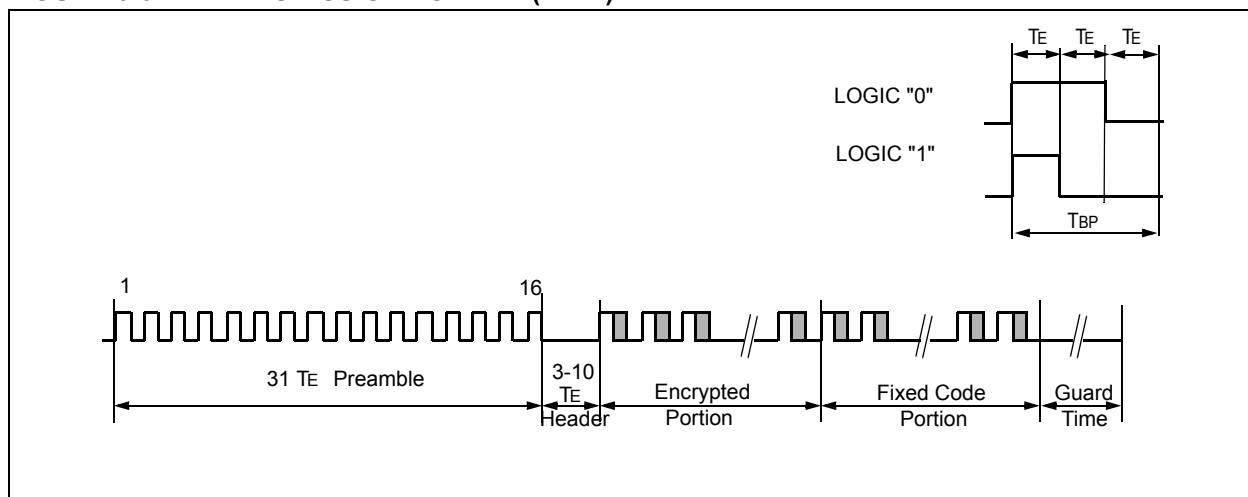 TE TE TE
LOGIC "0"
LOGIC "1"
TBP
1 16
31 TE Preamble
3-10
TE
Header
Encrypted
Portion
Fixed Code
Portion
Guard
Time